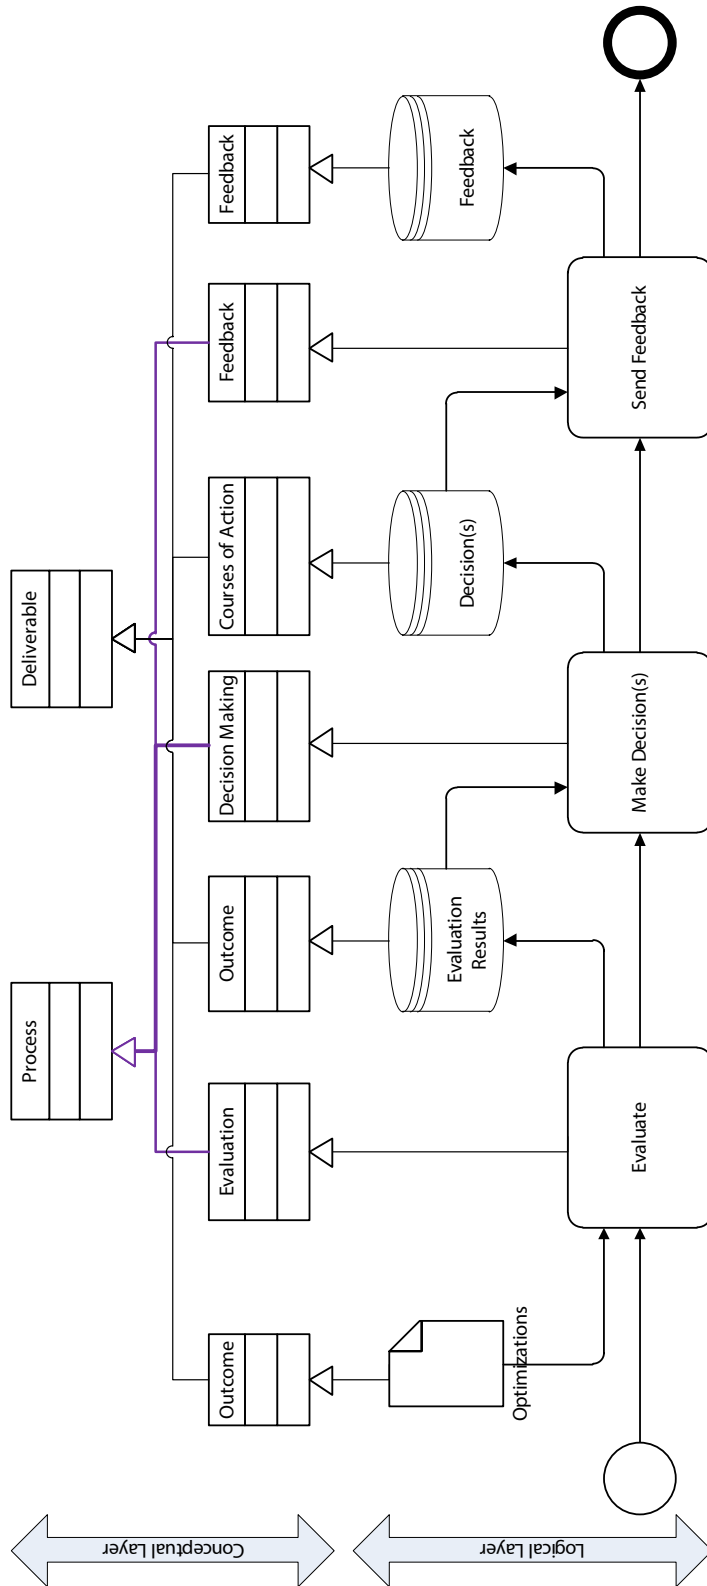 Process
Deliverable
Outcome
Evaluation
Outcome
Decision Making
Courses of Action
Feedback
Feedback
Conceptual Layer
Optimizations
Evaluation
Results
Decision(s)
Feedback
Evaluate
Make Decision(s)
Send Feedback
Logical Layer